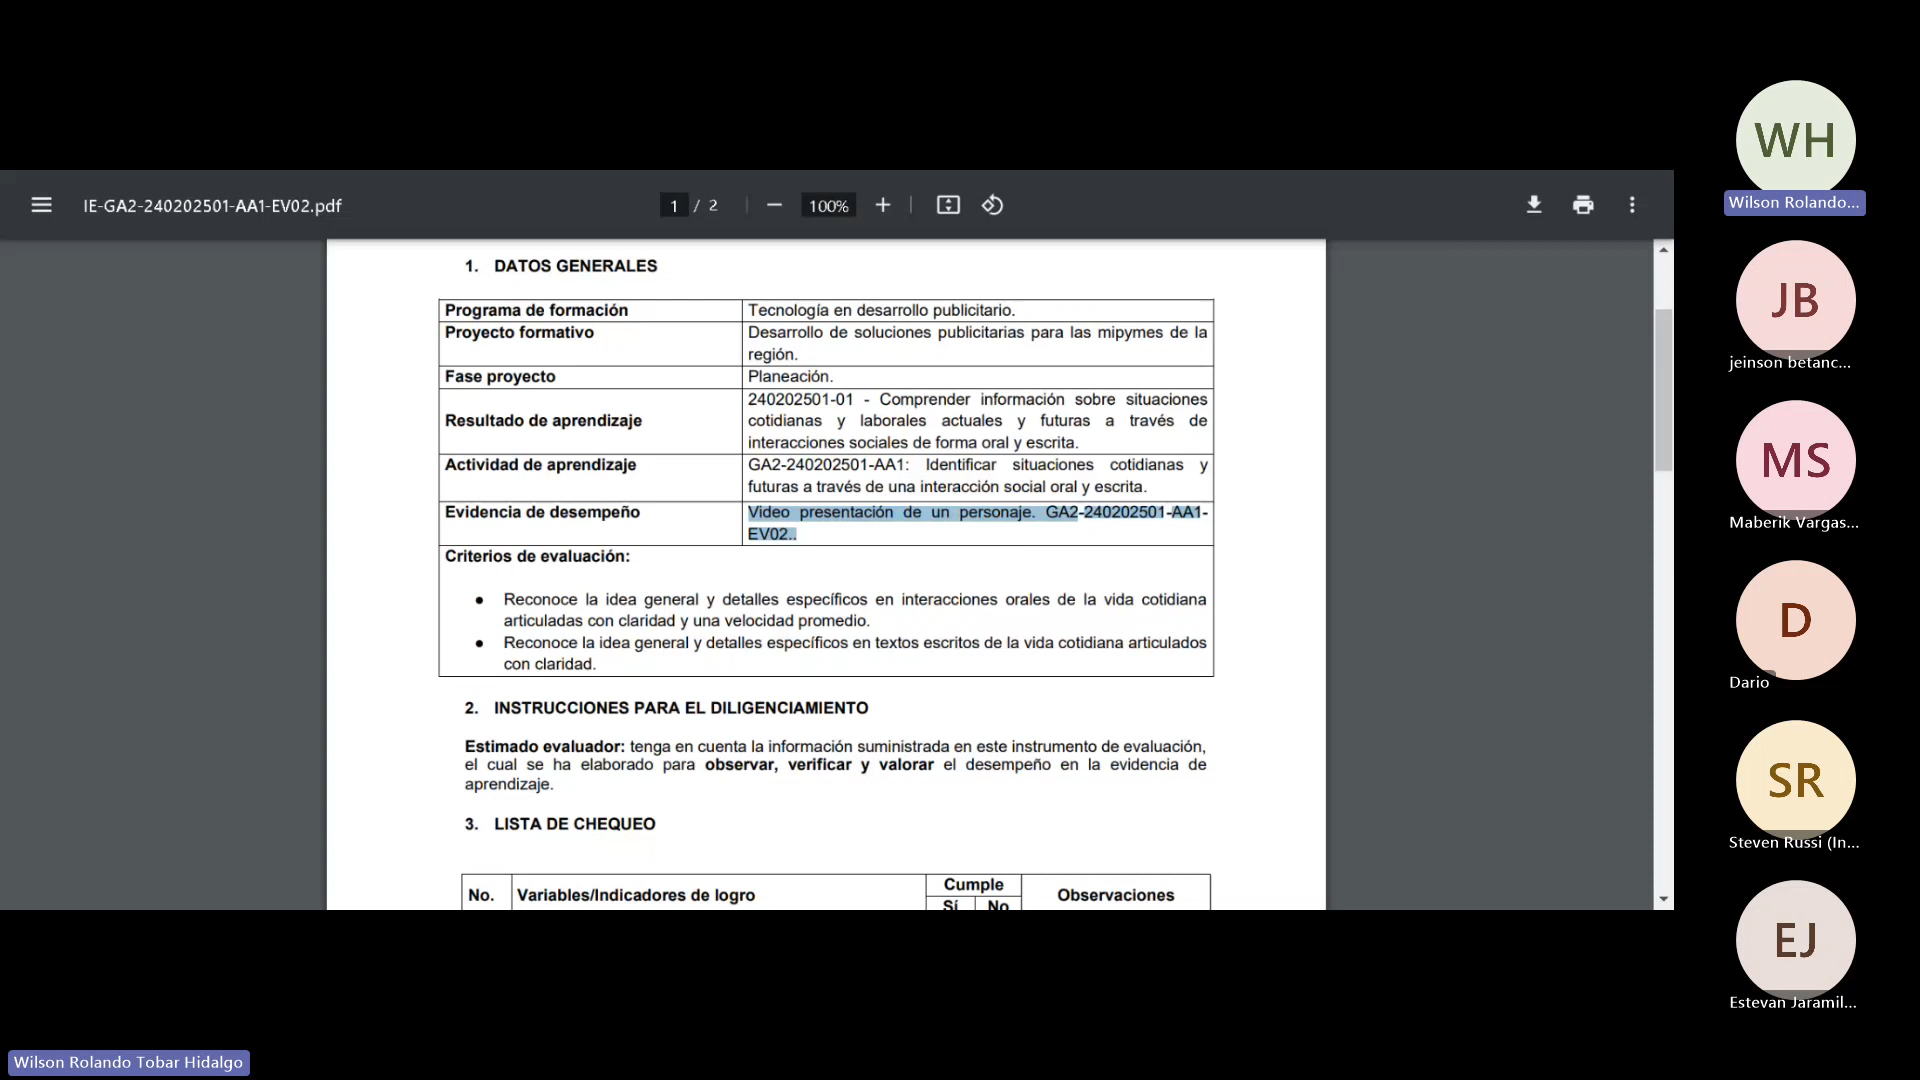 IE-GA2-240202501-AA1-EV02.pdf
1 / 2
100%
1. DATOS GENERALES
Programa de formación
Tecnología en desarrollo publicitario.
Proyecto formativo
Desarrollo de soluciones publicitarias para las mipymes de la
región.
Fase proyecto
Planeación.
Resultado de aprendizaje
240202501-01 - Comprender información sobre situaciones
cotidianas y laborales actuales y futuras a través de
interacciones sociales de forma oral y escrita.
Actividad de aprendizaje
GA2-240202501-AA1: Identificar situaciones cotidianas y
futuras a través de una interacción social oral y escrita.
Evidencia de desempeño
Video presentación de un personaje. GA2-240202501-AA1-
EV02..
Criterios de evaluación:
● Reconoce la idea general y detalles específicos en interacciones orales de la vida cotidiana
articuladas con claridad y una velocidad promedio.
● Reconoce la idea general y detalles específicos en textos escritos de la vida cotidiana articulados
con claridad.
2. INSTRUCCIONES PARA EL DILIGENCIAMIENTO
Estimado evaluador: tenga en cuenta la información suministrada en este instrumento de evaluación,
el cual se ha elaborado para observar, verificar y valorar el desempeño en la evidencia de
aprendizaje.
3. LISTA DE CHEQUEO
No.
Variables/Indicadores de logro
Cumple
Sí No
Observaciones
WH
Wilson Rolando...
JB
jeinson betanc...
MS
Maberik Vargas...
D
Dario
SR
Steven Russi (In...
EJ
Estevan Jaramil...
Wilson Rolando Tobar Hidalgo